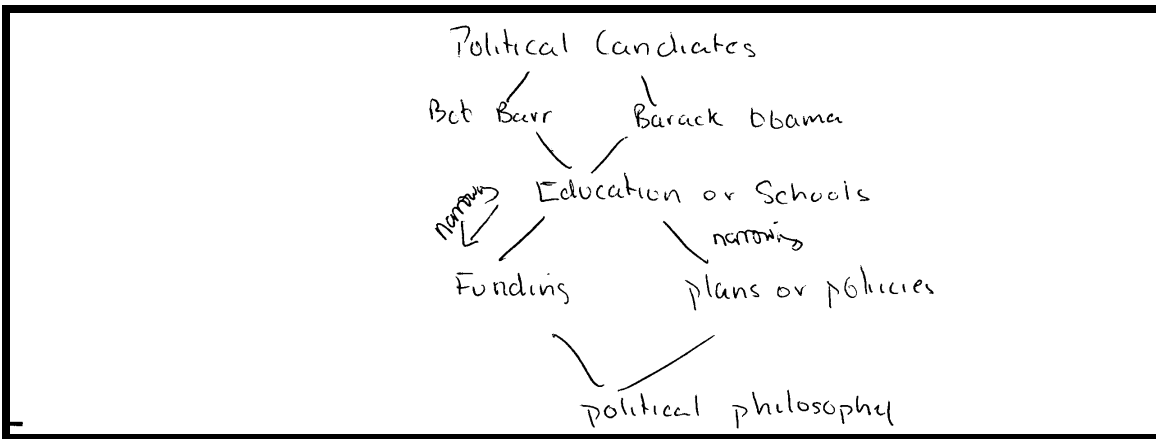 Political Candiates
Bob Barr Barack Obama
Education or Schools
narrowing narrowing
Funding plans or policies
political philosophy